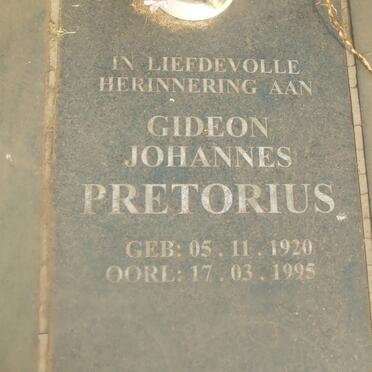 IN LIEFDEVOLLE
HERINNERING AAN
GIDEON
JOHANNES
PRETORIUS
GEB: 05 . 11 . 1920
OORL: 17 . 03 . 1995